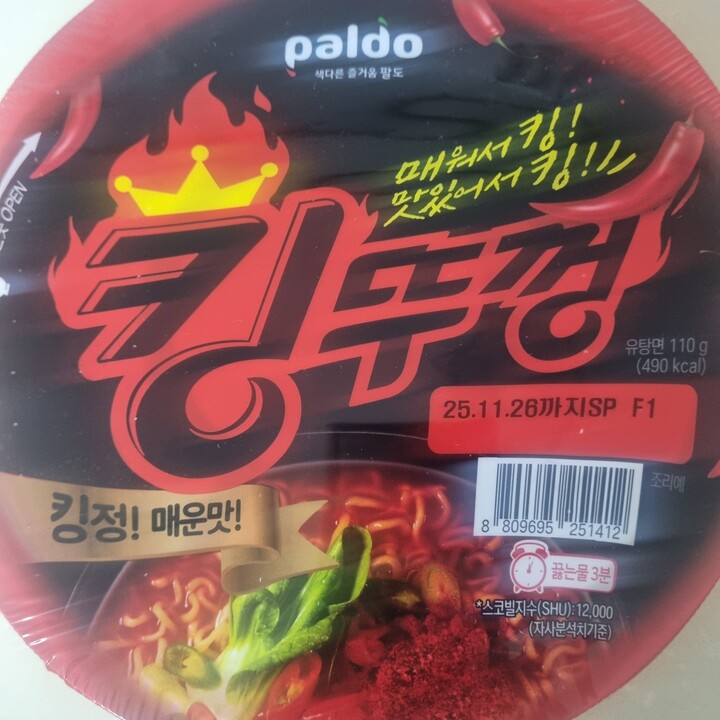 paldo
색다른 즐거움 팔도
매워서 킹!
맛있어서 킹!
OPEN
킹뚜껑
유탕면 110 g
(490 kcal)
25.11.26까지SP F1
킹정! 매운맛!
조리예
8 809695 251412
끓는물 3분
*스코빌지수(SHU): 12,000
(자사분석치기준)